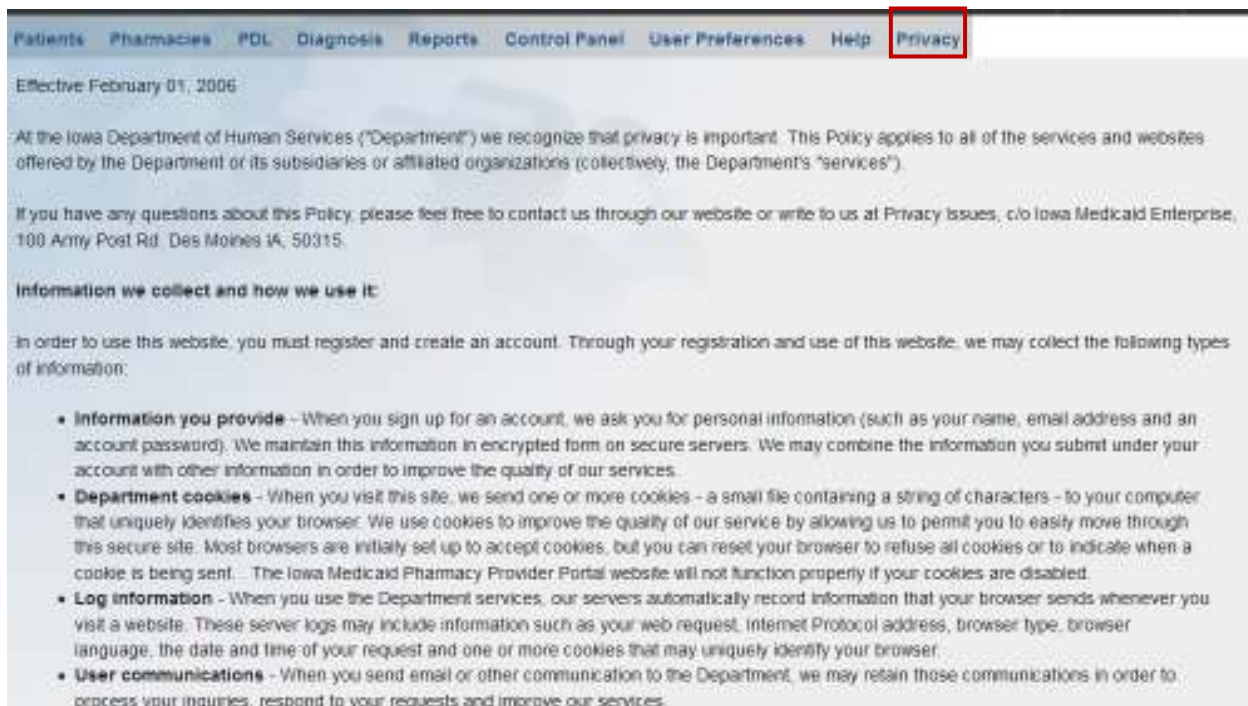 Patients Pharmacies PDL Diagnosis Reports Control Panel User Preferences Help Privacy
Effective February 01, 2006
At the Iowa Department of Human Services ("Department") we recognize that privacy is important. This Policy applies to all of the services and websites
offered by the Department or its subsidiaries or affiliated organizations (collectively, the Department's "services").
If you have any questions about this Policy, please feel free to contact us through our website or write to us at Privacy Issues, c/o Iowa Medicaid Enterprise,
100 Army Post Rd. Des Moines IA, 50315.
Information we collect and how we use it:
In order to use this website, you must register and create an account. Through your registration and use of this website, we may collect the following types
of information:
• Information you provide - When you sign up for an account, we ask you for personal information (such as your name, email address and an
account password). We maintain this information in encrypted form on secure servers. We may combine the information you submit under your
account with other information in order to improve the quality of our services.
• Department cookies - When you visit this site, we send one or more cookies - a small file containing a string of characters - to your computer
that uniquely identifies your browser. We use cookies to improve the quality of our service by allowing us to permit you to easily move through
this secure site. Most browsers are initially set up to accept cookies, but you can reset your browser to refuse all cookies or to indicate when a
cookie is being sent. . The Iowa Medicaid Pharmacy Provider Portal website will not function properly if your cookies are disabled.
• Log information - When you use the Department services, our servers automatically record information that your browser sends whenever you
visit a website. These server logs may include information such as your web request, Internet Protocol address, browser type, browser
language, the date and time of your request and one or more cookies that may uniquely identify your browser.
• User communications - When you send email or other communication to the Department, we may retain those communications in order to
process your inquiries, respond to your requests and improve our services.